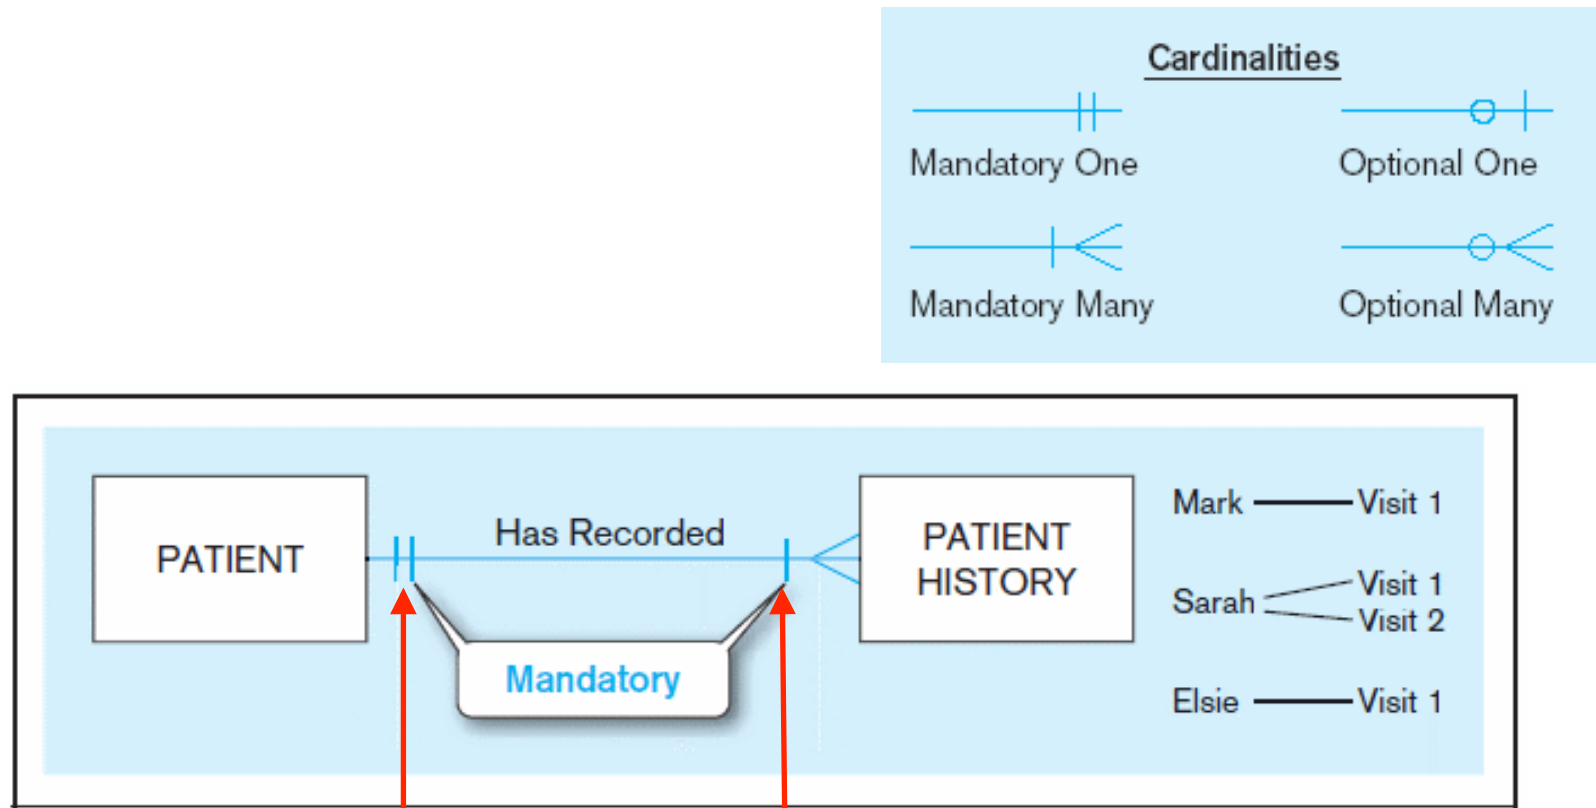 Cardinalities
Mandatory One
Optional One
Mandatory Many
Optional Many
PATIENT
Has Recorded
PATIENT
HISTORY
Mandatory
Mark Visit 1
Sarah Visit 1
Visit 2
Elsie Visit 1